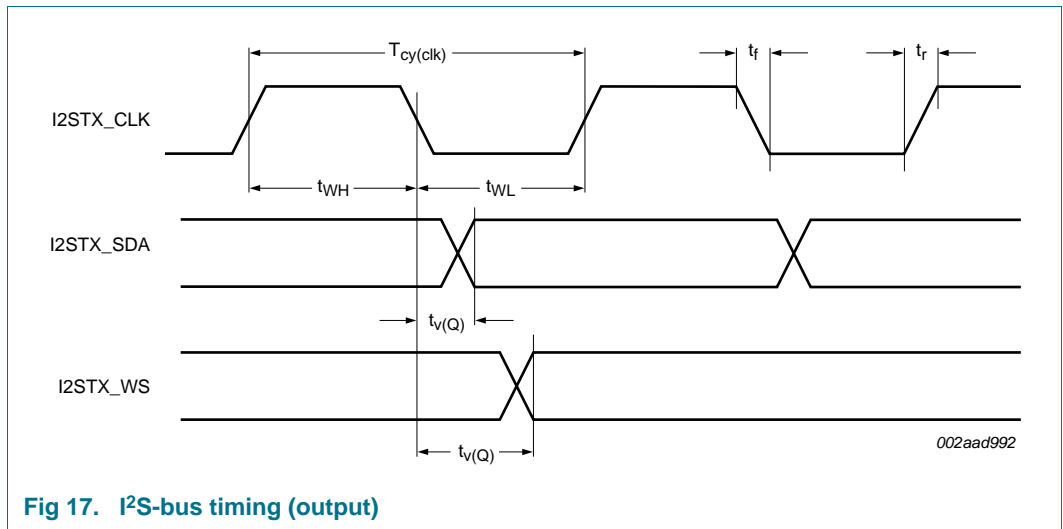 Tcy(clk)
tf
tr
I2STX_CLK
tWH
tWL
I2STX_SDA
tv(Q)
I2STX_WS
tv(Q)
002aad992
Fig 17. I2S-bus timing (output)